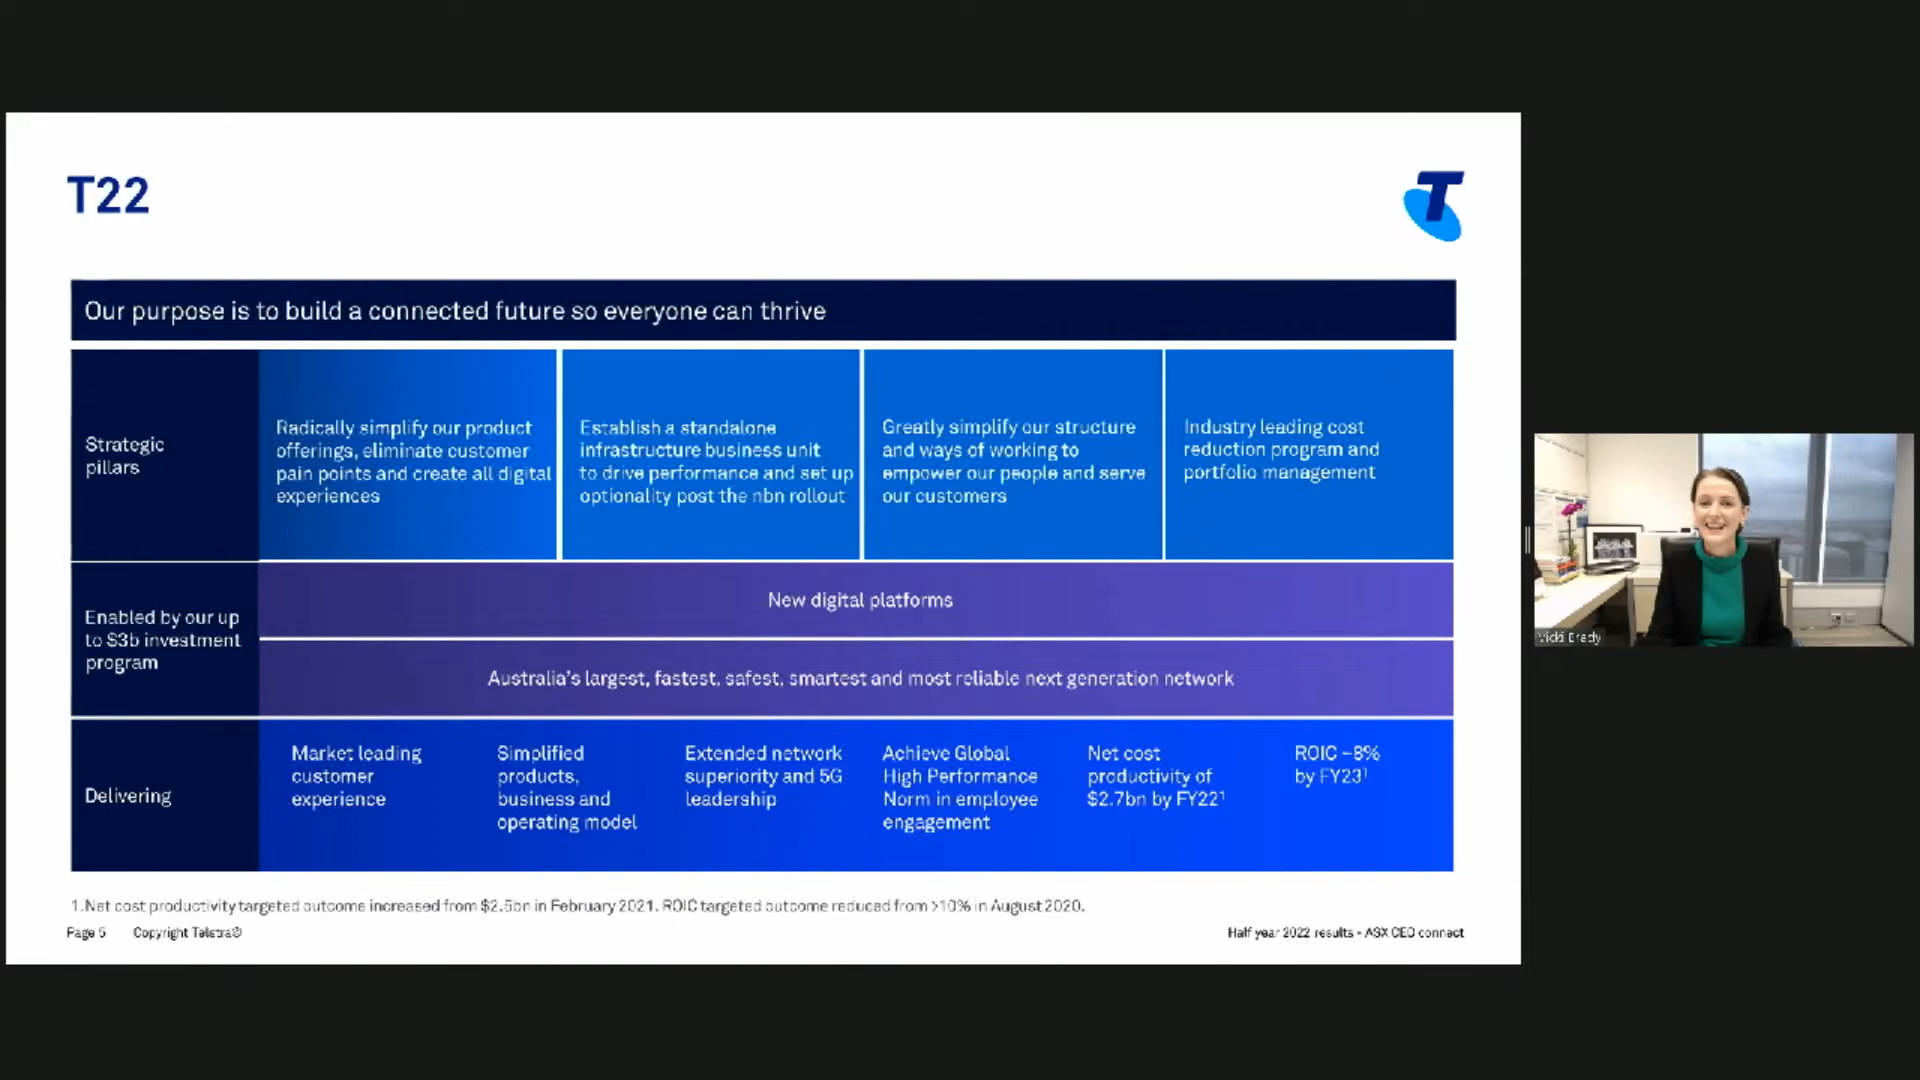 T22
Our purpose is to build a connected future so everyone can thrive
Strategic
pillars
Radically simplify our product
offerings, eliminate customer
pain points and create all digital
experiences
Establish a standalone
infrastructure business unit
to drive performance and set up
optionality post the nbn rollout
Greatly simplify our structure
and ways of working to
empower our people and serve
our customers
Industry leading cost
reduction program and
portfolio management
Enabled by our up
to $3b investment
program
New digital platforms
Australia's largest, fastest, safest, smartest and most reliable next generation network
Delivering
Market leading
customer
experience
Simplified
products,
business and
operating model
Extended network
superiority and 5G
leadership
Achieve Global
High Performance
Norm in employee
engagement
Net cost
productivity of
$2.7bn by FY22¹
ROIC ~8%
by FY23¹
1.Net cost productivity targeted outcome increased from $2.5bn in February 2021. ROIC targeted outcome reduced from >10% in August 2020.
Page 5 Copyright Telstra©
Half year 2022 results - ASX CEO connect
Vicki Brady